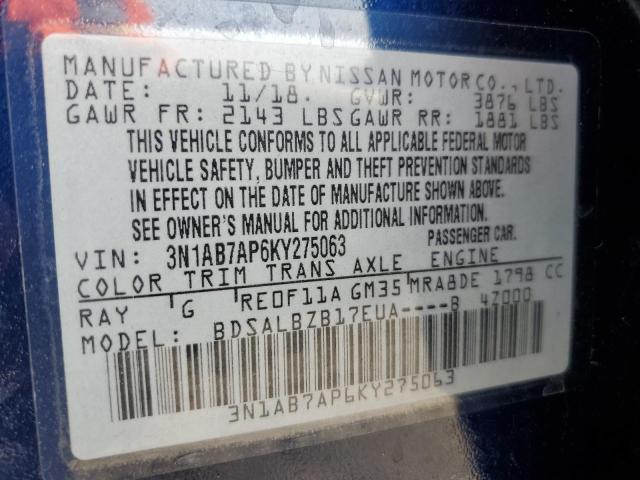 MANUFACTURED BY NISSAN MOTOR CO., LTD.
DATE: 11/18. GVWR: 3876 LBS
GAWR FR: 2143 LBS GAWR RR: 1881 LBS
THIS VEHICLE CONFORMS TO ALL APPLICABLE FEDERAL MOTOR
VEHICLE SAFETY, BUMPER AND THEFT PREVENTION STANDARDS
IN EFFECT ON THE DATE OF MANUFACTURE SHOWN ABOVE.
SEE OWNER'S MANUAL FOR ADDITIONAL INFORMATION.
VIN: 3N1AB7AP6KY275063 PASSENGER CAR.
COLOR TRIM TRANS AXLE ENGINE
RAY G RE0F11A GM35 MRA8DE 1798 CC
MODEL: BDSALBZB17EUA----B 4Z000
3N1AB7AP6KY275063